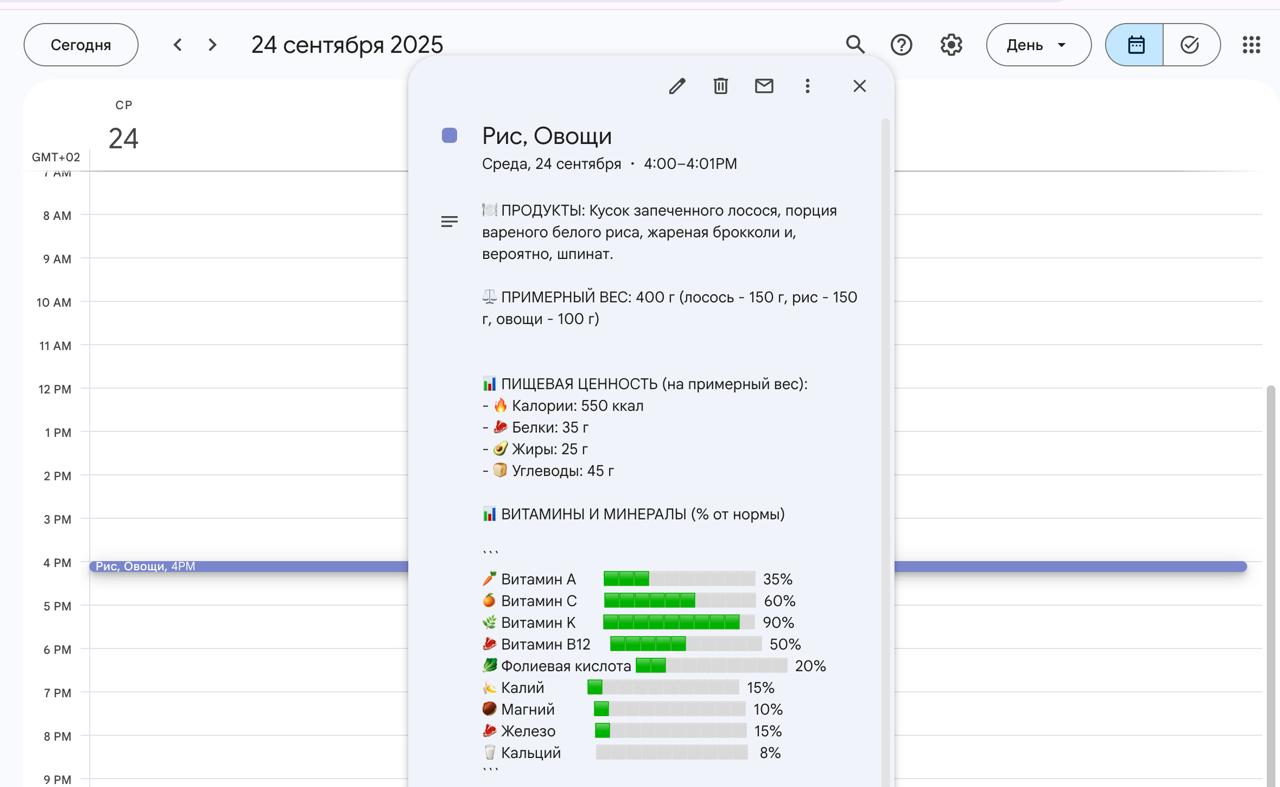 Сегодня
24 сентября 2025
День
СР
24
GMT+02
7 AM
8 AM
9 AM
10 AM
11 AM
12 PM
1 PM
2 PM
3 PM
4 PM
5 PM
6 PM
7 PM
8 PM
9 PM
Рис, Овощи, 4PM
Рис, Овощи
Среда, 24 сентября · 4:00–4:01PM
🍽️ ПРОДУКТЫ: Кусок запеченного лосося, порция
вареного белого риса, жареная брокколи и,
вероятно, шпинат.
⚖️ ПРИМЕРНЫЙ ВЕС: 400 г (лосось - 150 г, рис - 150
г, овощи - 100 г)
📊 ПИЩЕВАЯ ЦЕННОСТЬ (на примерный вес):
- 🔥 Калории: 550 ккал
- 🥩 Белки: 35 г
- 🥑 Жиры: 25 г
- 🍞 Углеводы: 45 г
📊 ВИТАМИНЫ И МИНЕРАЛЫ (% от нормы)
```
🥕 Витамин A 35%
🍊 Витамин C 60%
🌿 Витамин K 90%
🥩 Витамин B12 50%
🥬 Фолиевая кислота 20%
🍌 Калий 15%
🌰 Магний 10%
🥩 Железо 15%
🥛 Кальций 8%
```